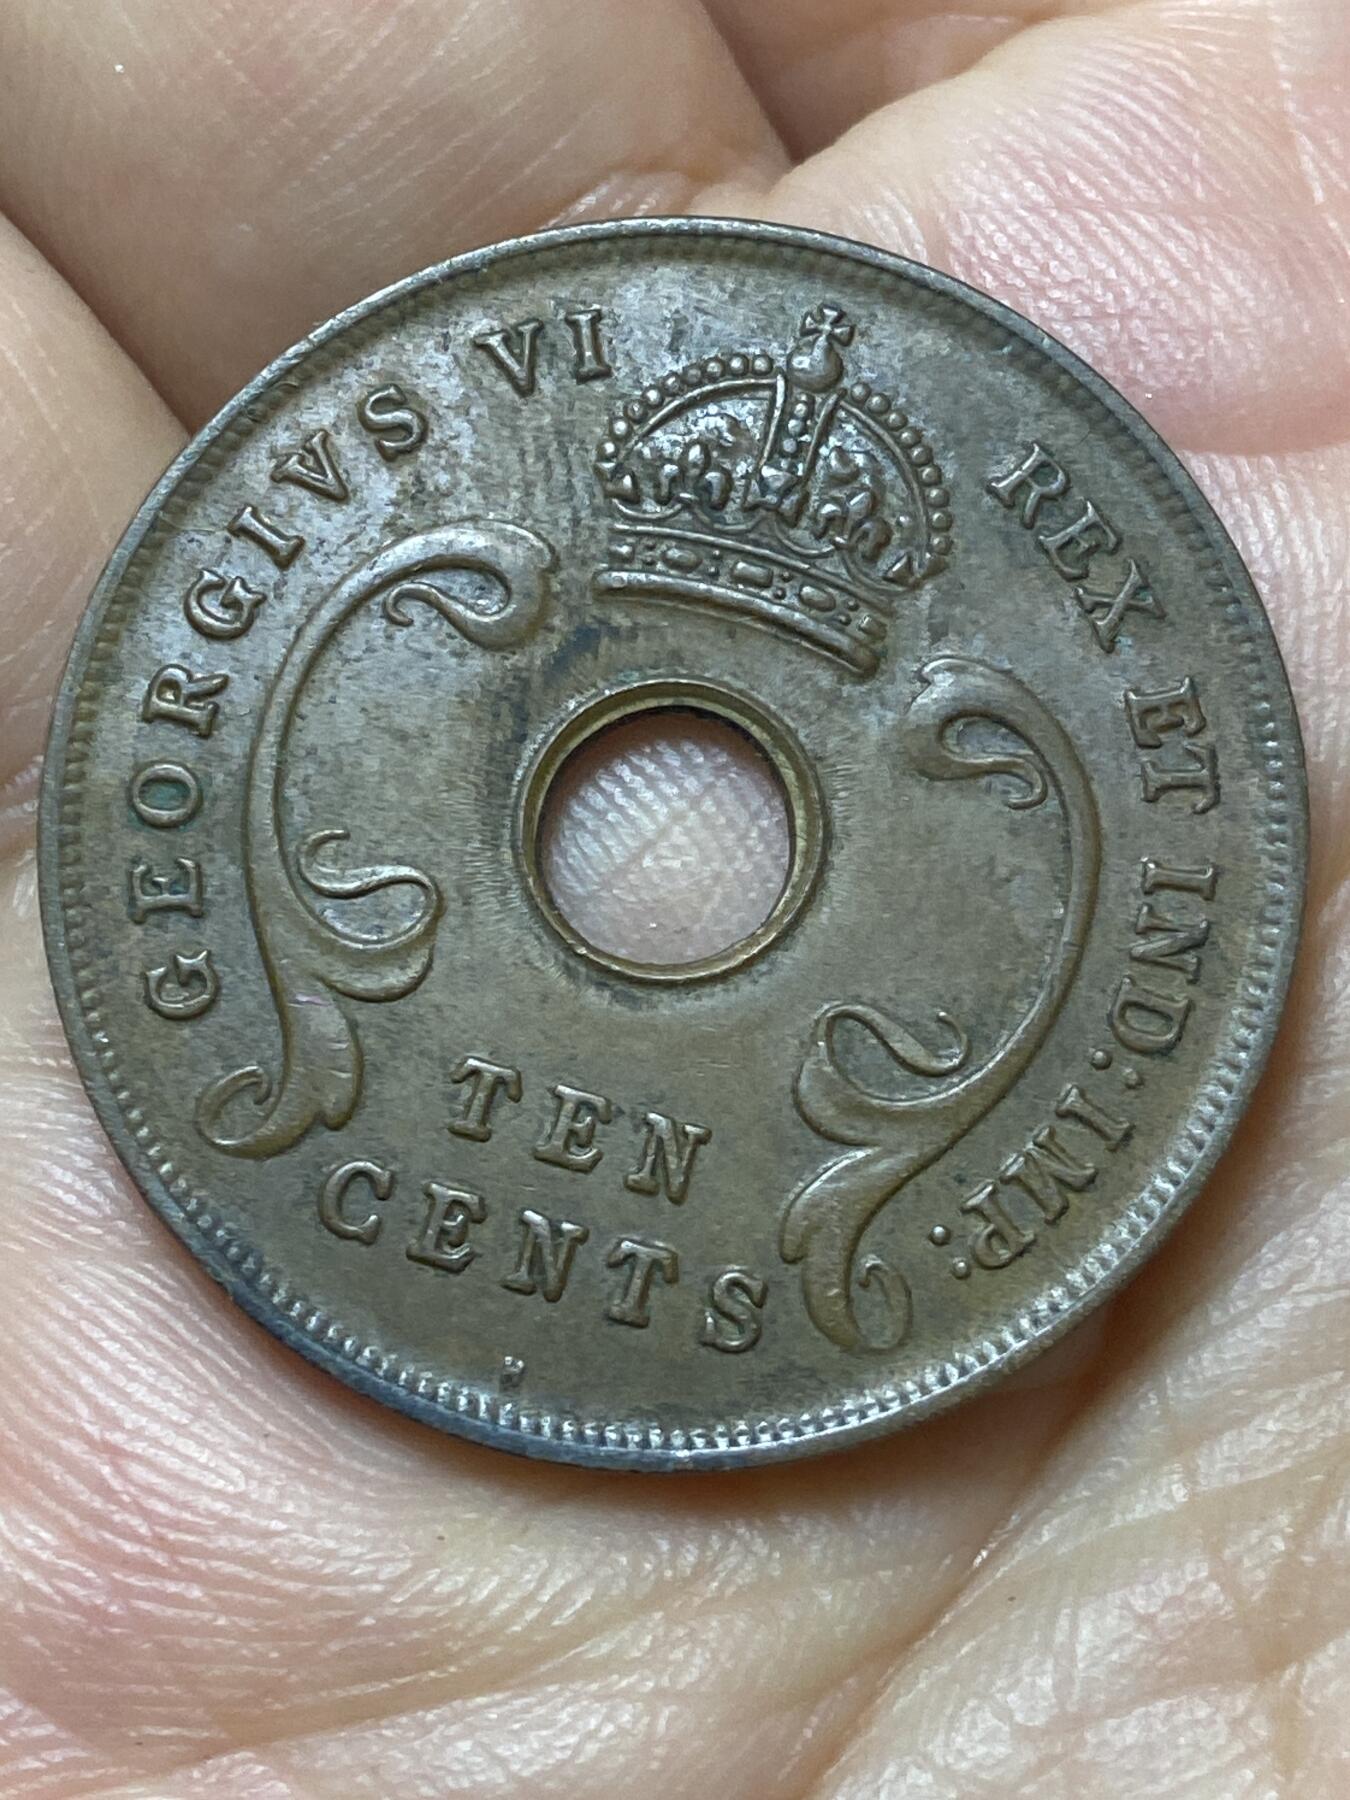 GEORGIVS VI REX ET IND: IMP:
TEN
CENTS